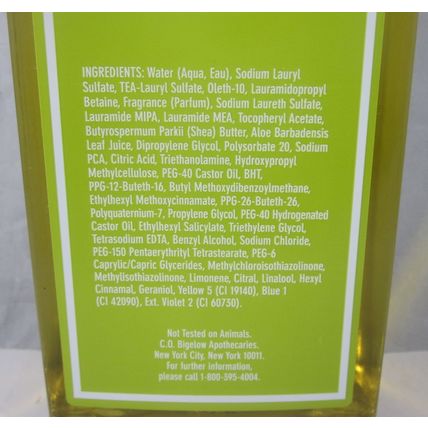 INGREDIENTS: Water (Aqua, Eau), Sodium Lauryl
Sulfate, TEA-Lauryl Sulfate, Oleth-10, Lauramidopropyl
Betaine, Fragrance (Parfum), Sodium Laureth Sulfate,
Lauramide MIPA, Lauramide MEA, Tocopheryl Acetate,
Butyrospermum Parkii (Shea) Butter, Aloe Barbadensis
Leaf Juice, Dipropylene Glycol, Polysorbate 20, Sodium
PCA, Citric Acid, Triethanolamine, Hydroxypropyl
Methylcellulose, PEG-40 Castor Oil, BHT,
PPG-12-Buteth-16, Butyl Methoxydibenzoylmethane,
Ethylhexyl Methoxycinnamate, PPG-26-Buteth-26,
Polyquaternium-7, Propylene Glycol, PEG-40 Hydrogenated
Castor Oil, Ethylhexyl Salicylate, Triethylene Glycol,
Tetrasodium EDTA, Benzyl Alcohol, Sodium Chloride,
PEG-150 Pentaerythrityl Tetrastearate, PEG-6
Caprylic/Capric Glycerides, Methylchloroisothiazolinone,
Methylisothiazolinone, Limonene, Citral, Linalool, Hexyl
Cinnamal, Geraniol, Yellow 5 (CI 19140), Blue 1
(CI 42090), Ext. Violet 2 (CI 60730).
Not Tested on Animals.
C.O. Bigelow Apothecaries.
New York City, New York 10011.
For further information,
please call 1-800-395-4004.